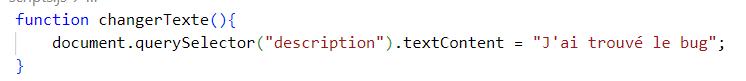 function changerTexte(){
document.querySelector("description").textContent = "J'ai trouvé le bug";
}